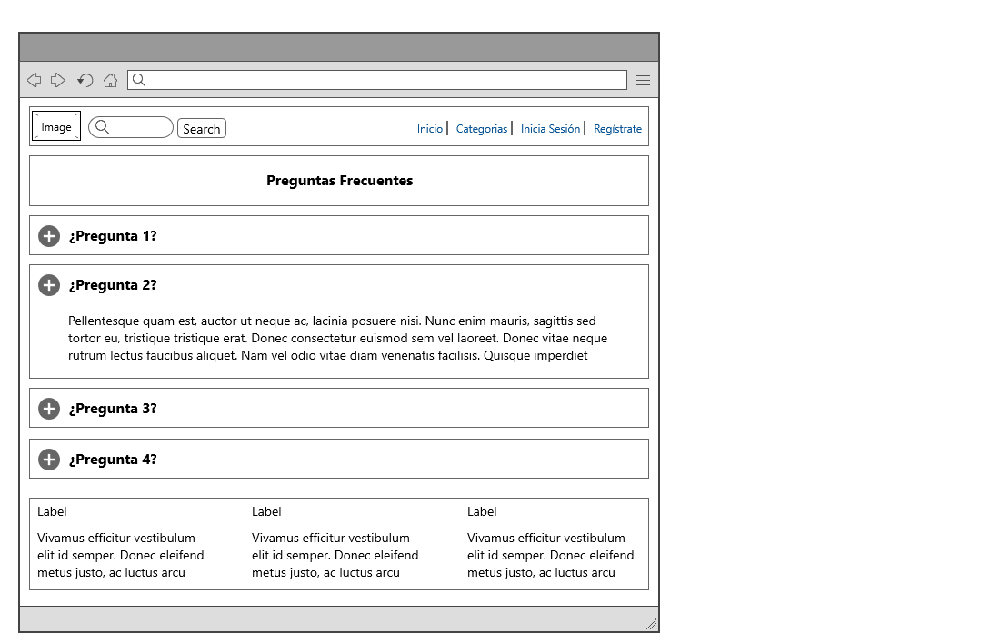 Image
Search
Inicio
Categorias
Inicia Sesión
Regístrate
Preguntas Frecuentes
¿Pregunta 1?
¿Pregunta 2?
Pellentesque quam est, auctor ut neque ac, lacinia posuere nisi. Nunc enim mauris, sagittis sed
tortor eu, tristique tristique erat. Donec consectetur euismod sem vel laoreet. Donec vitae neque
rutrum lectus faucibus aliquet. Nam vel odio vitae diam venenatis facilisis. Quisque imperdiet
¿Pregunta 3?
¿Pregunta 4?
Label
Vivamus efficitur vestibulum
elit id semper. Donec eleifend
metus justo, ac luctus arcu
Label
Vivamus efficitur vestibulum
elit id semper. Donec eleifend
metus justo, ac luctus arcu
Label
Vivamus efficitur vestibulum
elit id semper. Donec eleifend
metus justo, ac luctus arcu